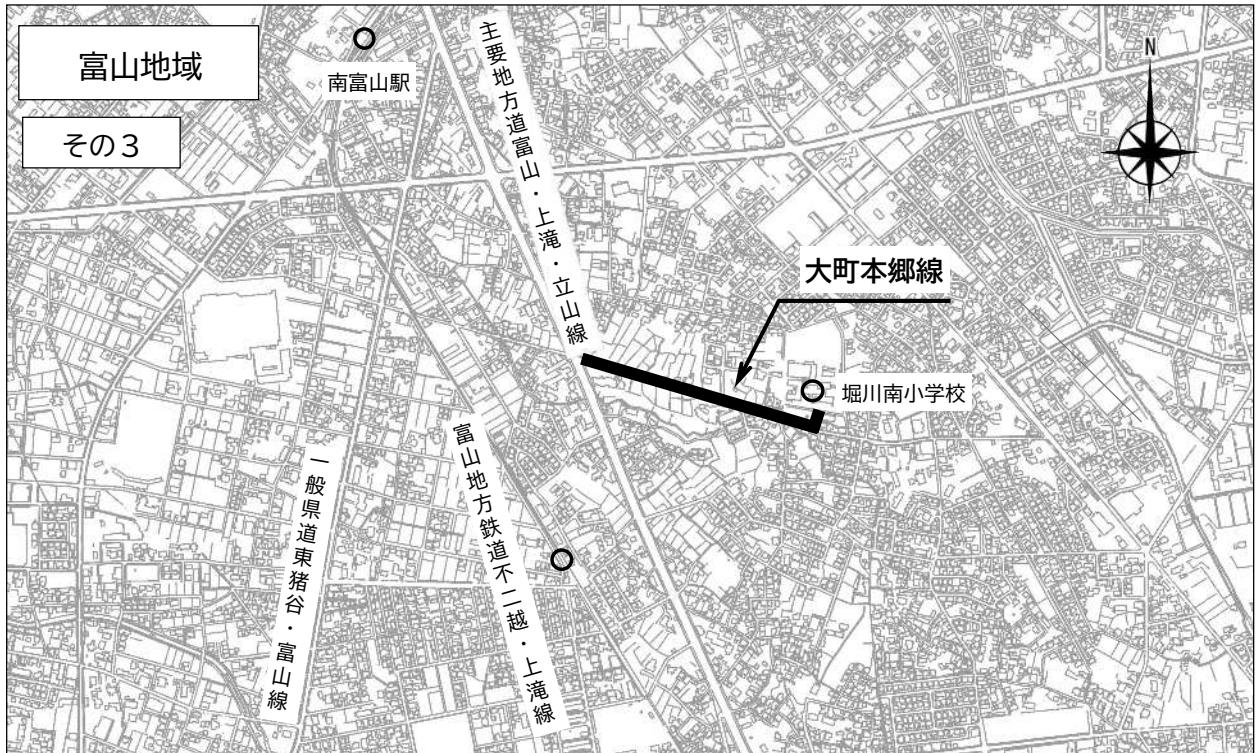 富山地域
その3
南富山駅
主要地方道富山・上滝・立山線
N
大町本郷線
堀川南小学校
一般県道東猪谷・富山線
富山地方鉄道不二越・上滝線